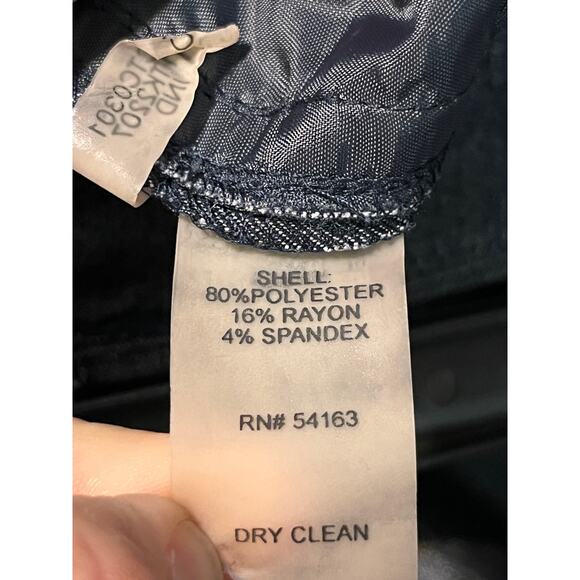 SHELL:
80%POLYESTER
16% RAYON
4% SPANDEX
RN# 54163
DRY CLEAN